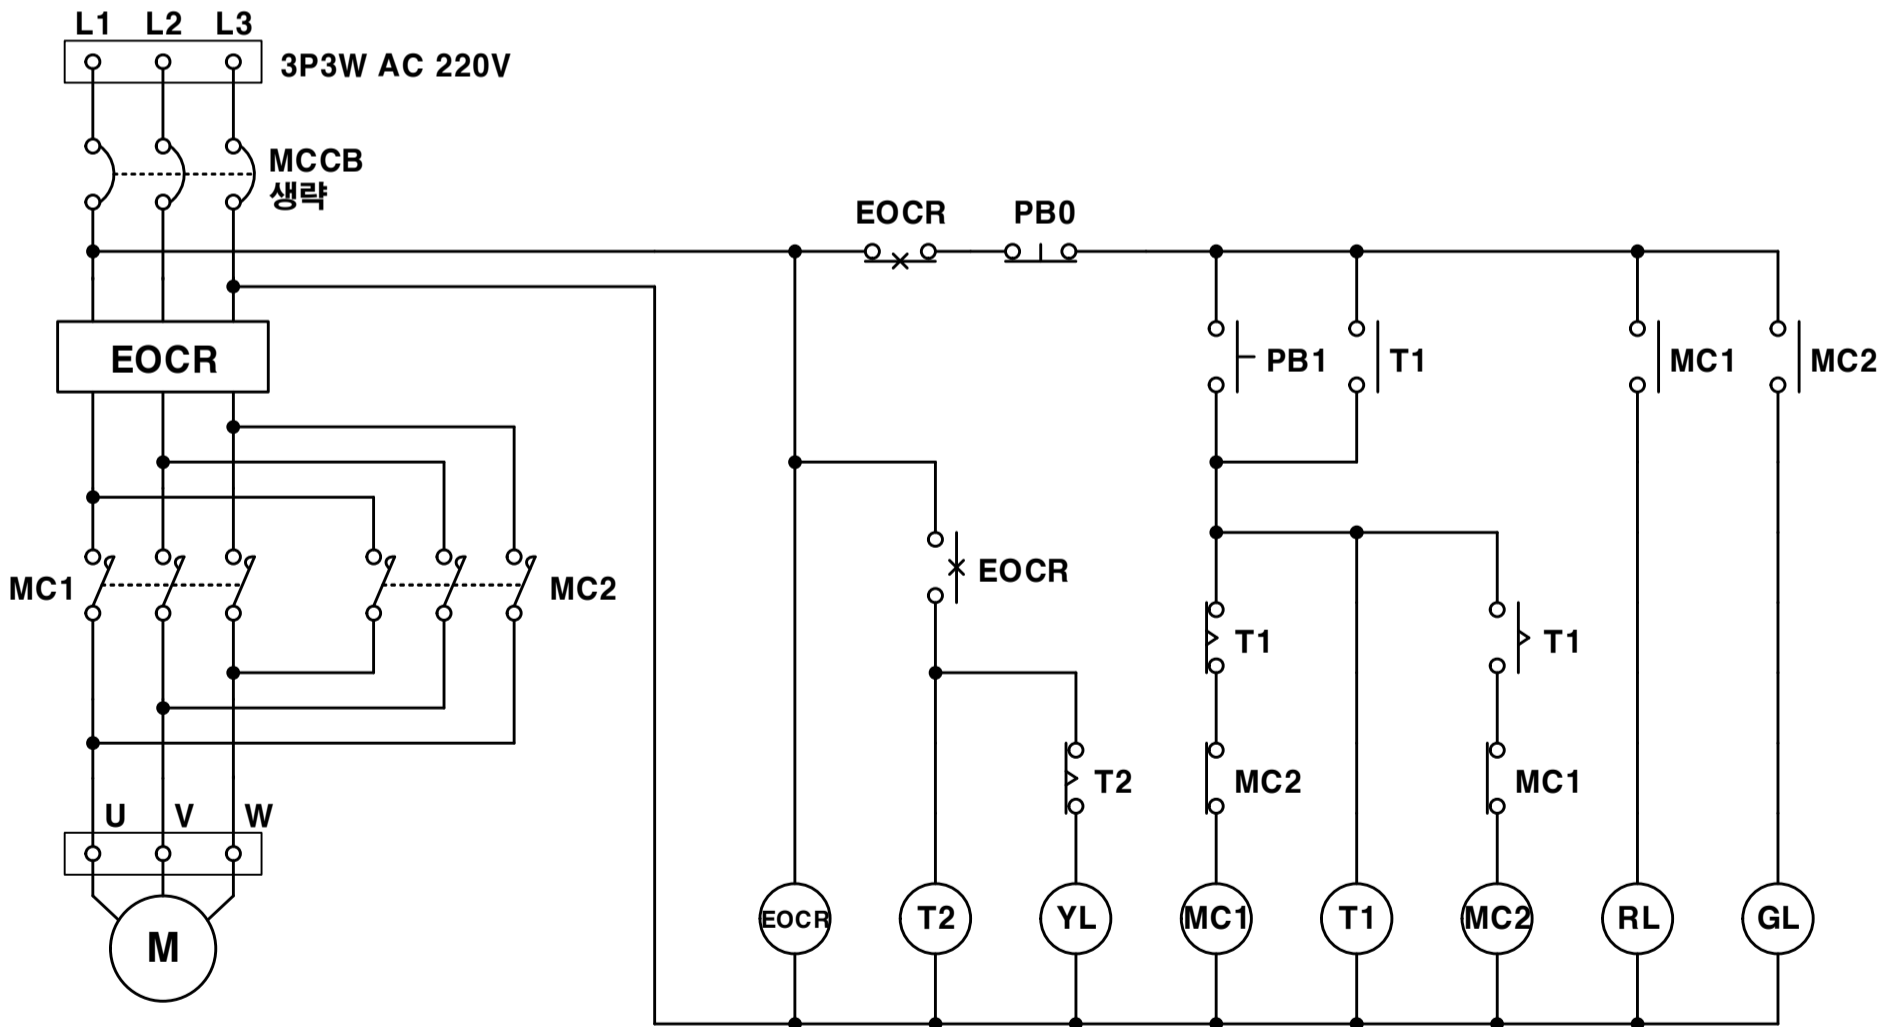 L1 L2 L3
3P3W AC 220V
MCCB
생략
EOCR PB0
EOCR
PB1 T1 MC1 MC2
EOCR
MC1 MC2
T1 T1
T2 MC2 MC1
U V W
EOCR T2 YL MC1 T1 MC2 RL GL
M